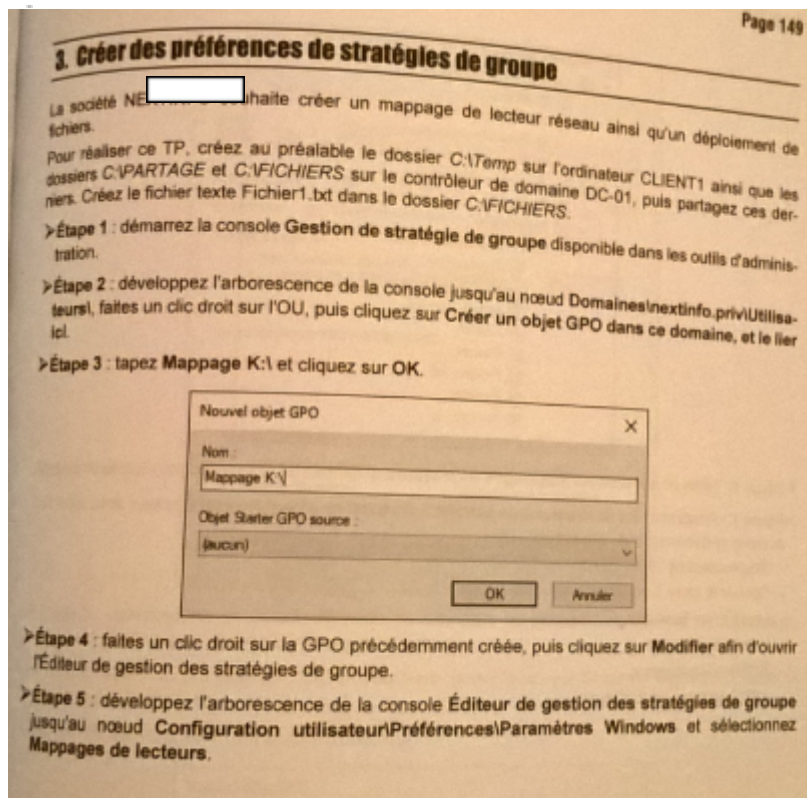 Page 149
3. Créer des préférences de stratégies de groupe
La société NE haite créer un mappage de lecteur réseau ainsi qu'un déploiement de
fichiers.
Pour réaliser ce TP, créez au préalable le dossier C:\Temp sur l'ordinateur CLIENT1 ainsi que les
dossiers C:\PARTAGE et C:\FICHIERS sur le contrôleur de domaine DC-01, puis partagez ces der-
niers. Créez le fichier texte Fichier1.txt dans le dossier C:\FICHIERS.
➢Étape 1 : démarrez la console Gestion de stratégie de groupe disponible dans les outils d'adminis-
tration.
➢Étape 2 : développez l'arborescence de la console jusqu'au nœud Domaines\nextinfo.priv\Utilisa-
teurs\, faites un clic droit sur l'OU, puis cliquez sur Créer un objet GPO dans ce domaine, et le lier
ici.
➢Étape 3 : tapez Mappage K:\ et cliquez sur OK.
Nouvel objet GPO
Nom :
Mappage K:\
Objet Starter GPO source :
(aucun)
OK Annuler
➢Étape 4 : faites un clic droit sur la GPO précédemment créée, puis cliquez sur Modifier afin d'ouvrir
l'Éditeur de gestion des stratégies de groupe.
➢Étape 5 : développez l'arborescence de la console Éditeur de gestion des stratégies de groupe
jusqu'au nœud Configuration utilisateur\Préférences\Paramètres Windows et sélectionnez
Mappages de lecteurs.